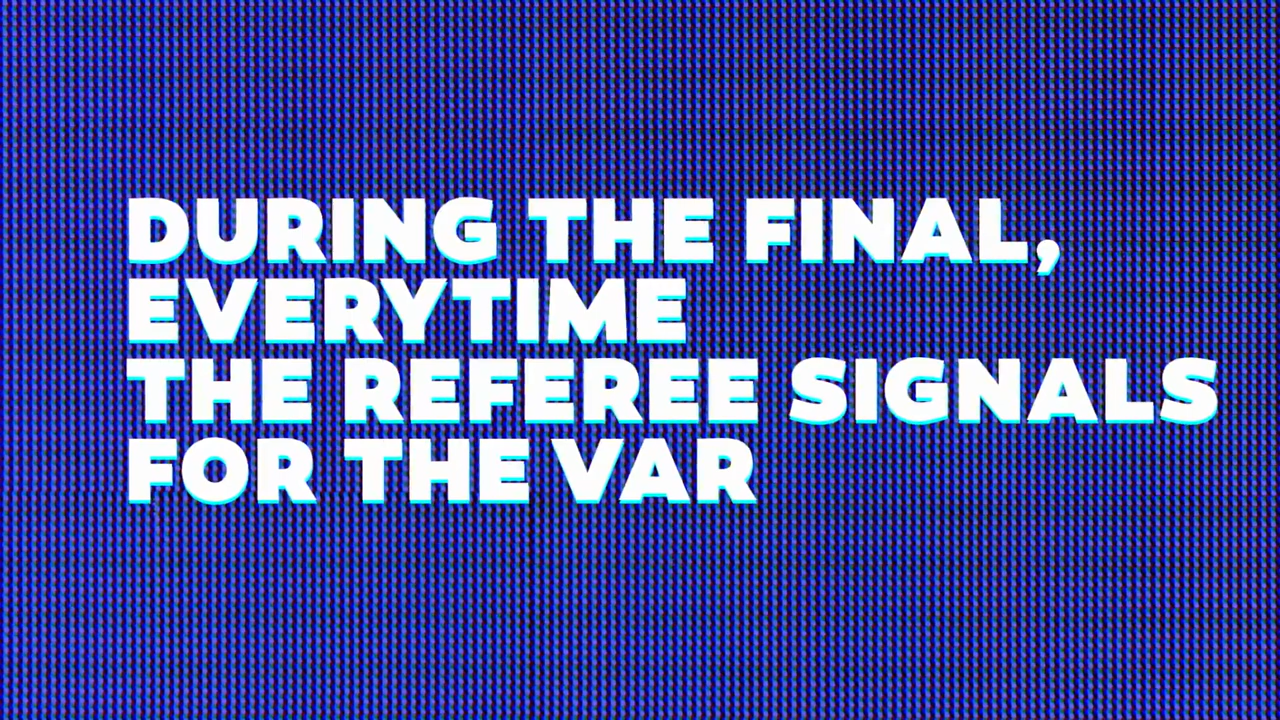 DURING THE FINAL,
EVERYTIME
THE REFEREE SIGNALS
FOR THE VAR